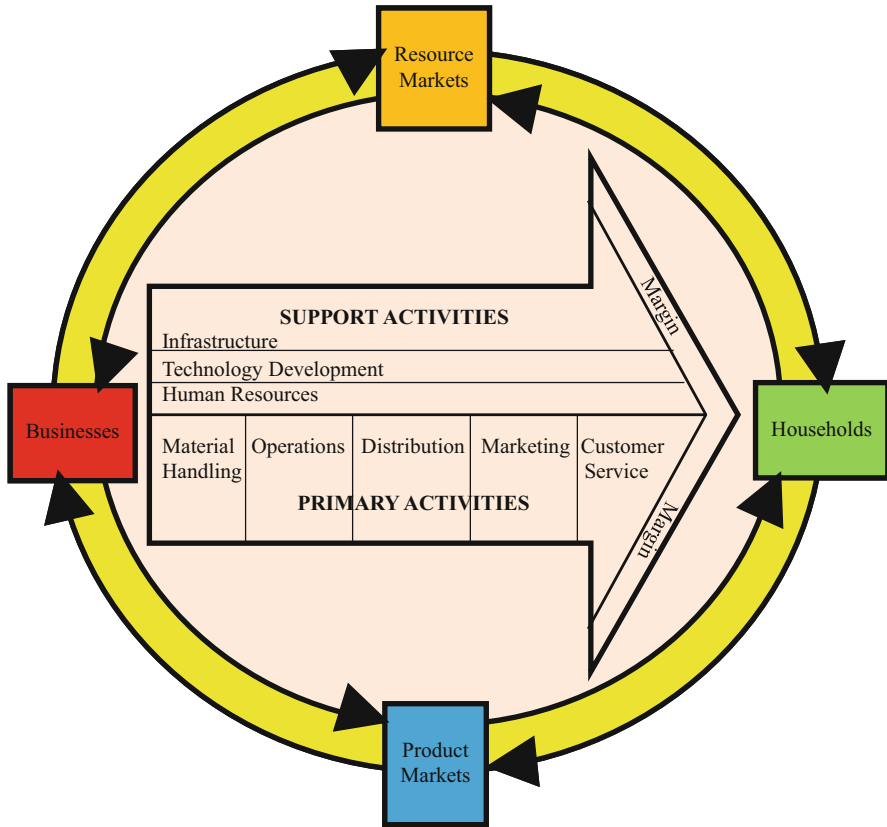 Resource
Markets
Margin
SUPPORT ACTIVITIES
Infrastructure
Technology Development
Human Resources
Businesses
Households
Material
Handling
Operations
Distribution
Marketing
Customer
Service
PRIMARY ACTIVITIES
Margin
Product
Markets